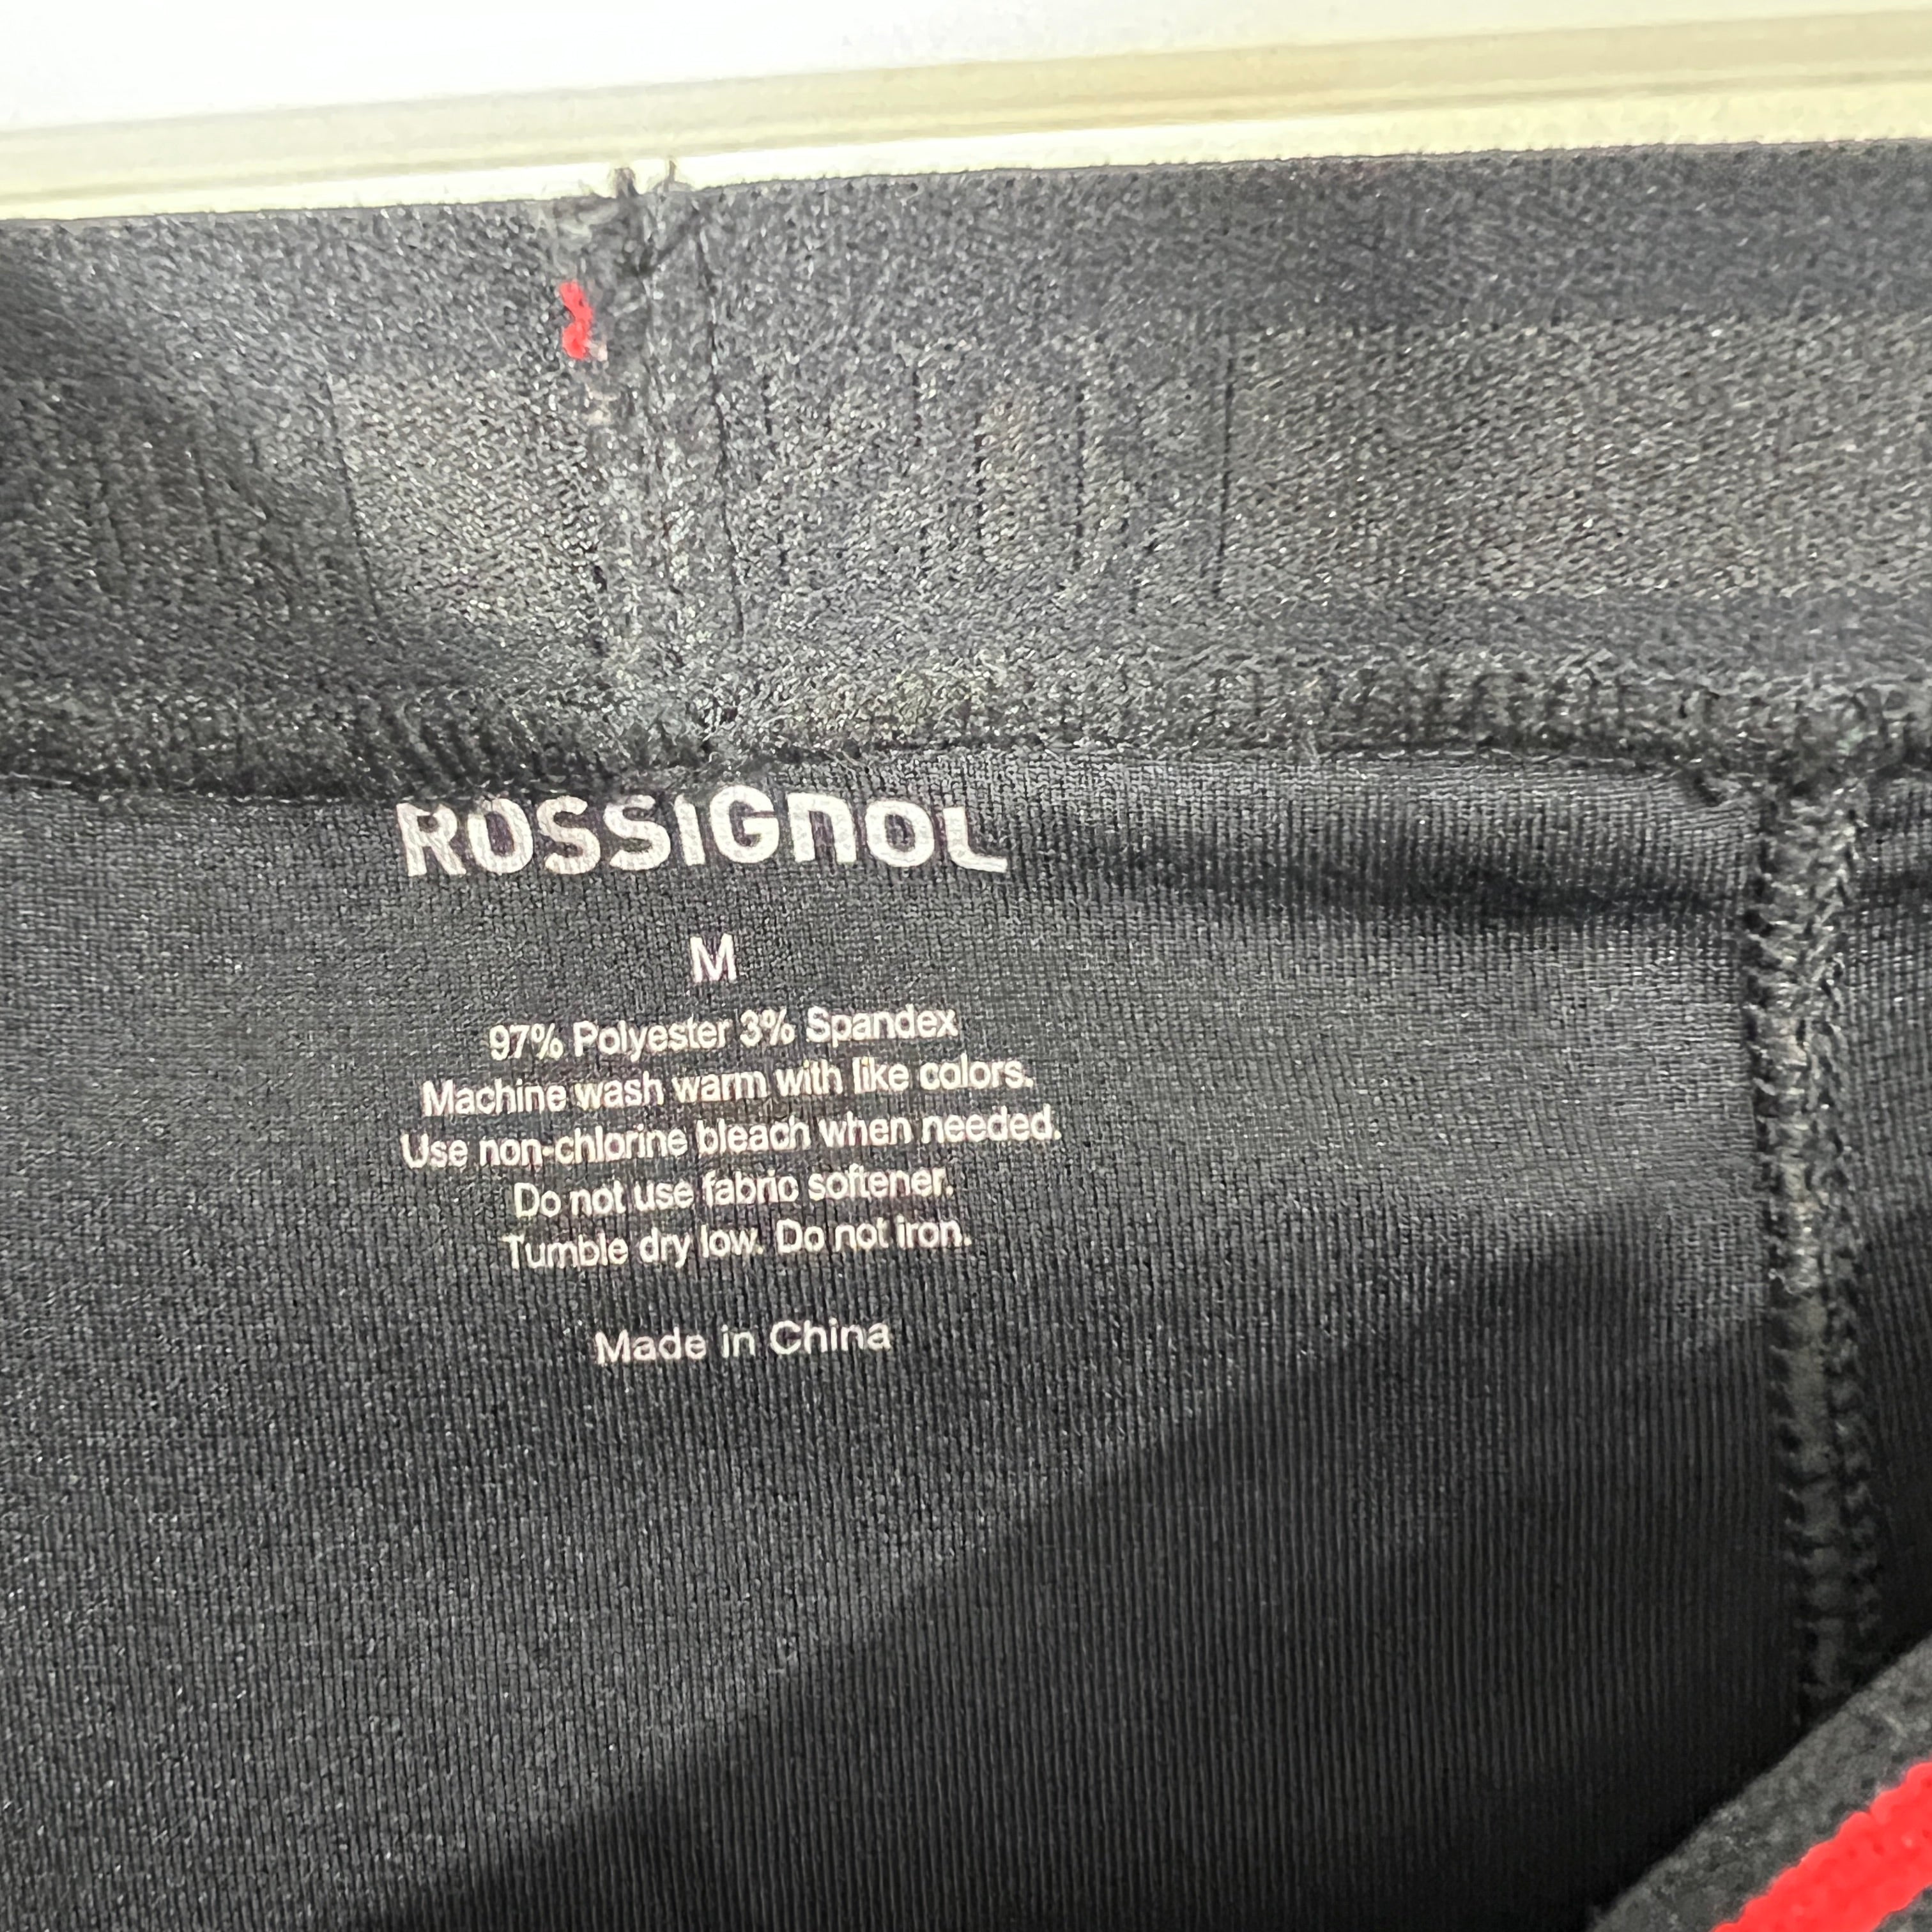 ROSSIGNOL
M
97% Polyester 3% Spandex
Machine wash warm with like colors.
Use non-chlorine bleach when needed.
Do not use fabric softener.
Tumble dry low. Do not iron.
Made in China